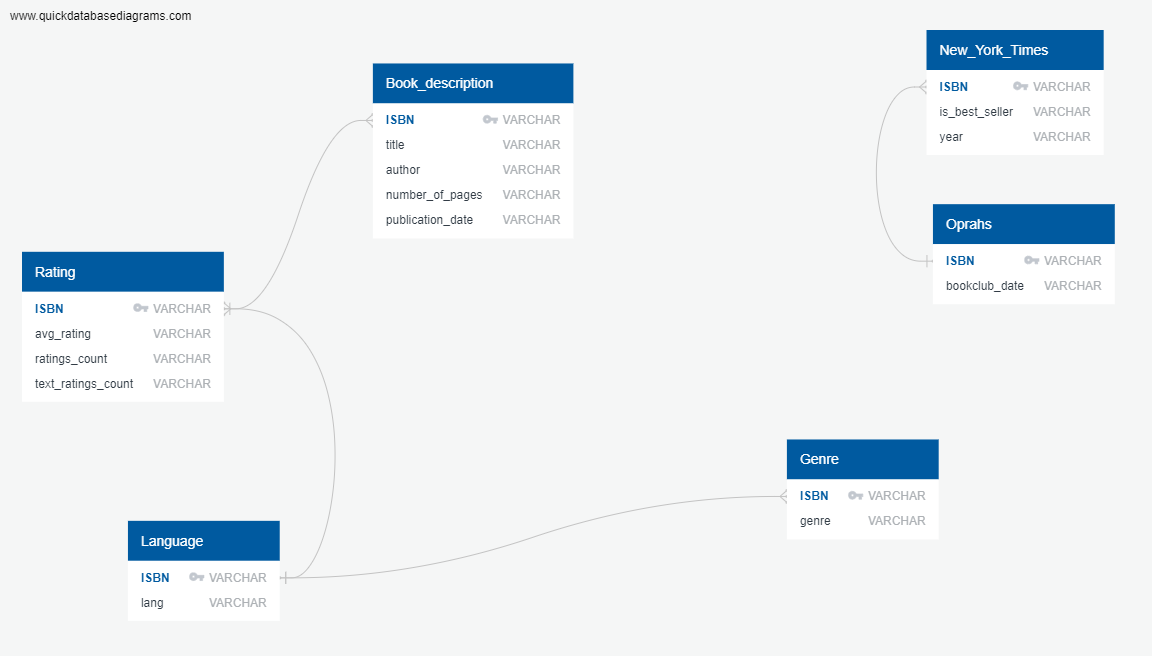 www.quickdatabasediagrams.com
New_York_Times
ISBN VARCHAR
is_best_seller VARCHAR
year VARCHAR
Book_description
ISBN VARCHAR
title VARCHAR
author VARCHAR
number_of_pages VARCHAR
publication_date VARCHAR
Oprahs
ISBN VARCHAR
bookclub_date VARCHAR
Rating
ISBN VARCHAR
avg_rating VARCHAR
ratings_count VARCHAR
text_ratings_count VARCHAR
Genre
ISBN VARCHAR
genre VARCHAR
Language
ISBN VARCHAR
lang VARCHAR